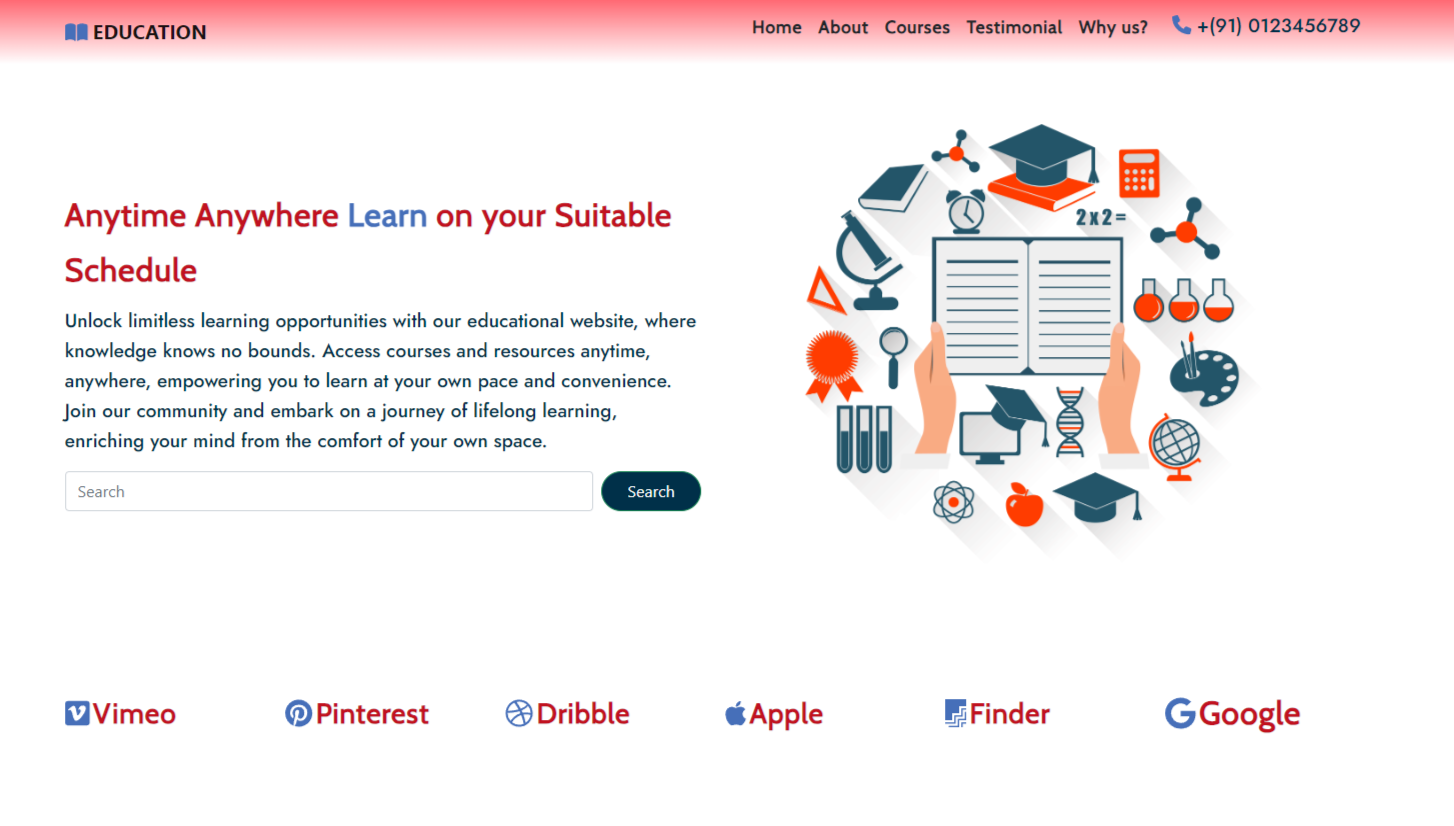 EDUCATION
Home About Courses Testimonial Why us? +(91) 0123456789
Anytime Anywhere Learn on your Suitable
Schedule
Unlock limitless learning opportunities with our educational website, where
knowledge knows no bounds. Access courses and resources anytime,
anywhere, empowering you to learn at your own pace and convenience.
Join our community and embark on a journey of lifelong learning,
enriching your mind from the comfort of your own space.
Search Search
2x2=
Vimeo Pinterest Dribble Apple Finder Google